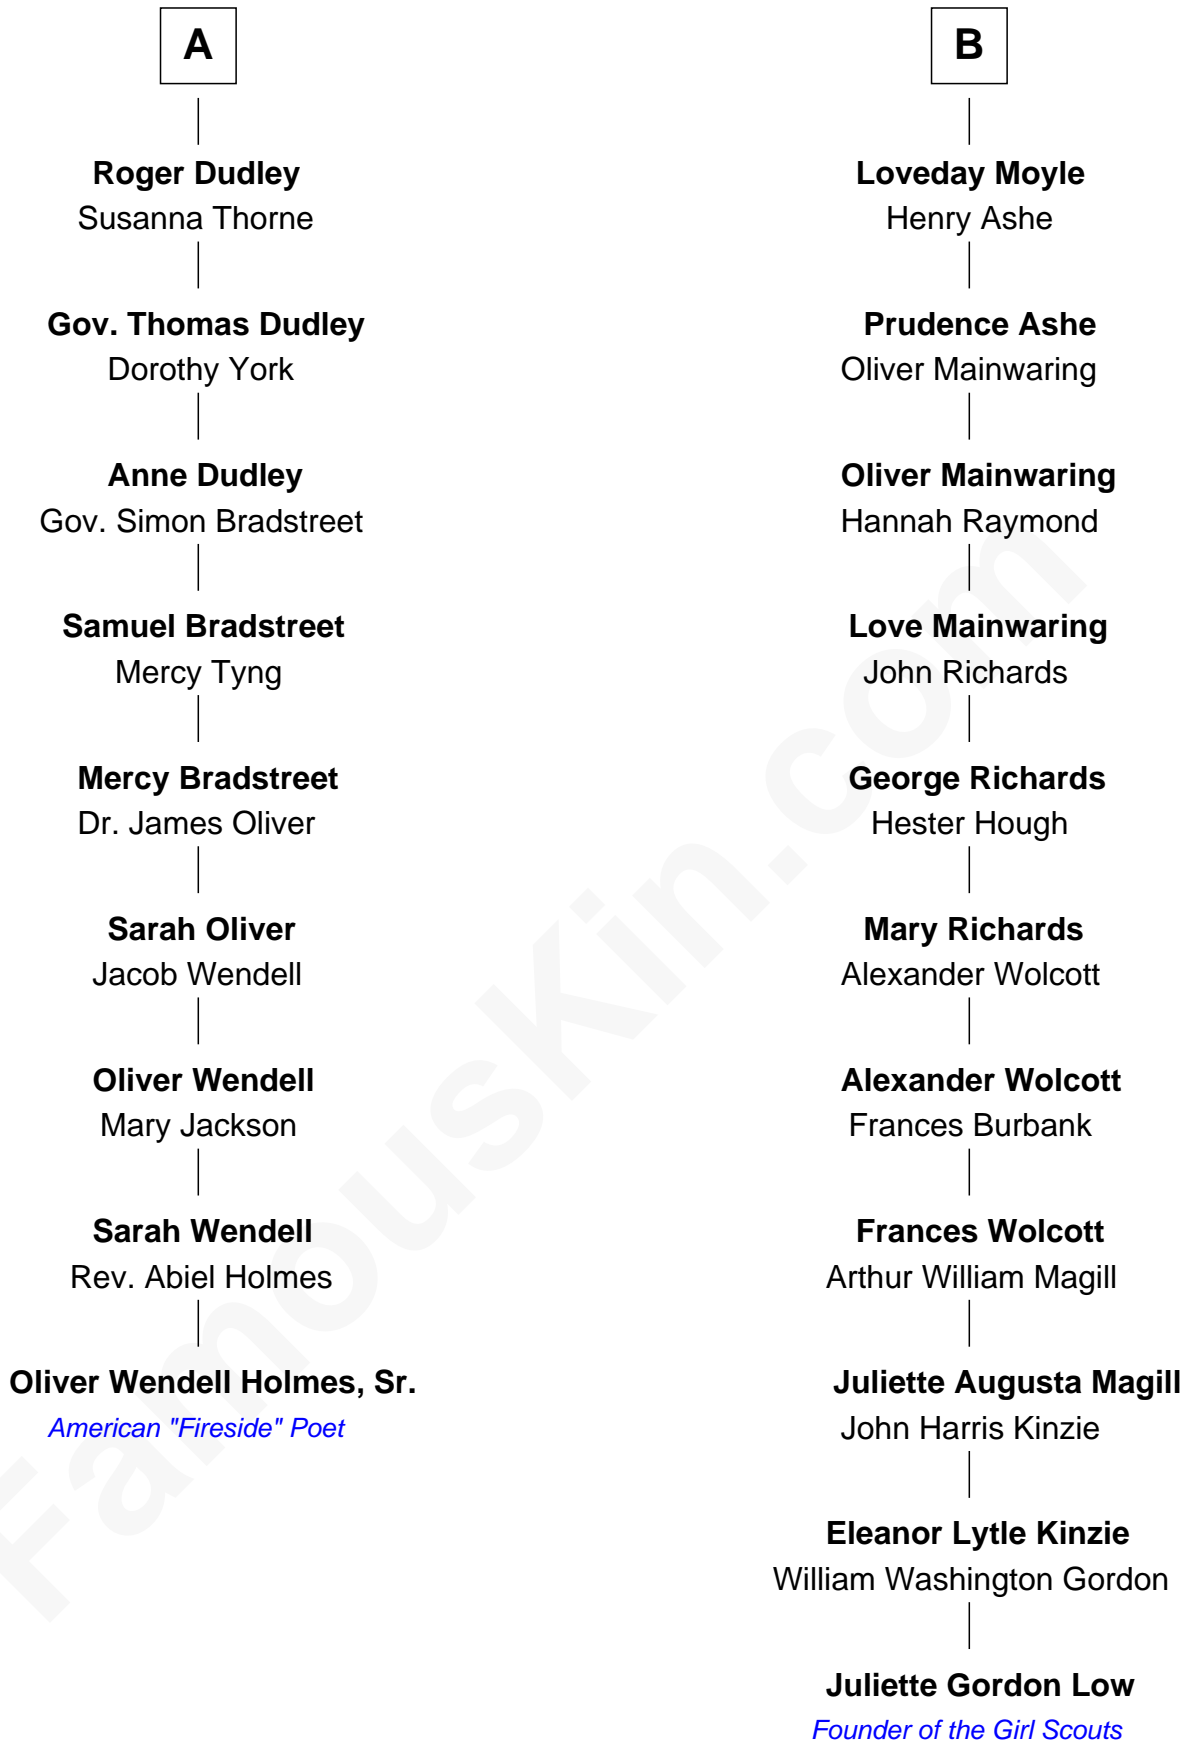 A
Roger Dudley
Susanna Thorne
Gov. Thomas Dudley
Dorothy York
Anne Dudley
Gov. Simon Bradstreet
Samuel Bradstreet
Mercy Tyng
Mercy Bradstreet
Dr. James Oliver
Sarah Oliver
Jacob Wendell
Oliver Wendell
Mary Jackson
Sarah Wendell
Rev. Abiel Holmes
Oliver Wendell Holmes, Sr.
American "Fireside" Poet
B
Loveday Moyle
Henry Ashe
Prudence Ashe
Oliver Mainwaring
Oliver Mainwaring
Hannah Raymond
Love Mainwaring
John Richards
George Richards
Hester Hough
Mary Richards
Alexander Wolcott
Alexander Wolcott
Frances Burbank
Frances Wolcott
Arthur William Magill
Juliette Augusta Magill
John Harris Kinzie
Eleanor Lytle Kinzie
William Washington Gordon
Juliette Gordon Low
Founder of the Girl Scouts
FamousKin.com